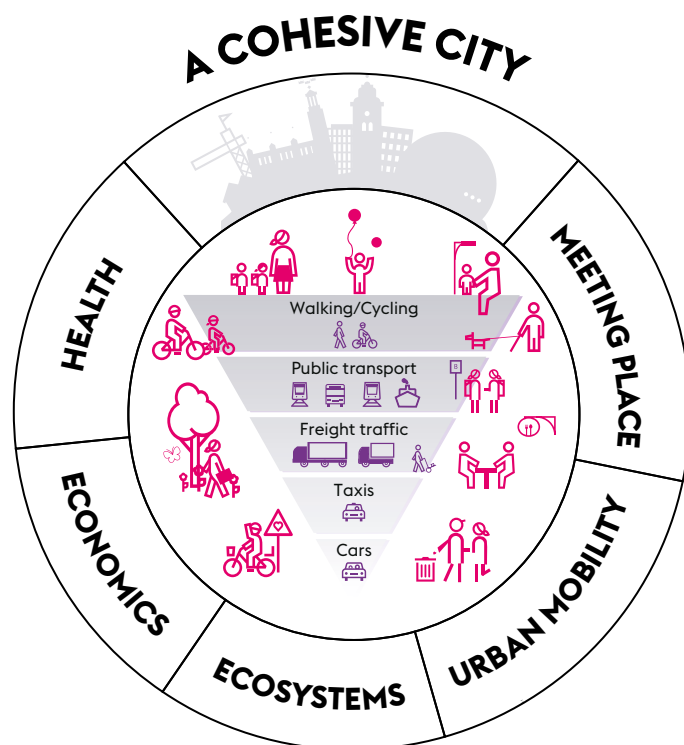 A COHESIVE CITY
HEALTH
MEETING PLACE
Walking/Cycling
Public transport
B
Freight traffic
Taxis
Cars
ECONOMICS
URBAN MOBILITY
ECOSYSTEMS